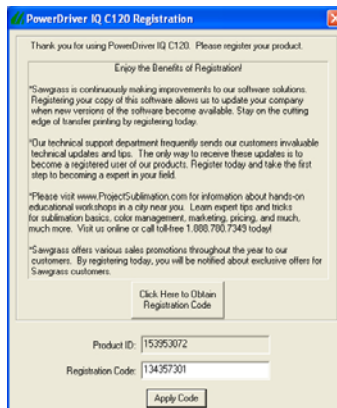 PowerDriver IQ C120 Registration
Thank you for using PowerDriver IQ C120. Please register your product.
Enjoy the Benefits of Registration!
*Sawgrass is continuously making improvements to our software solutions.
Registering your copy of this software allows us to update your company
when new versions of the software become available. Stay on the cutting
edge of transfer printing by registering today.
*Our technical support department frequently sends our customers invaluable
technical updates and tips. The only way to receive these updates is to
become a registered user of our products. Register today and take the first
step to becoming a expert in your field.
*Please visit www.ProjectSublimation.com for information about hands-on
educational workshops in a city near you. Learn expert tips and tricks
for sublimation basics, color management, marketing, pricing, and much,
much more. Visit us online or call toll-free 1.888.780.7349 today!
*Sawgrass offers various sales promotions throughout the year to our
customers. By registering today, you will be notified about exclusive offers for
Sawgrass customers.
Click Here to Obtain
Registration Code
Product ID: 153953072
Registration Code: 134357301
Apply Code